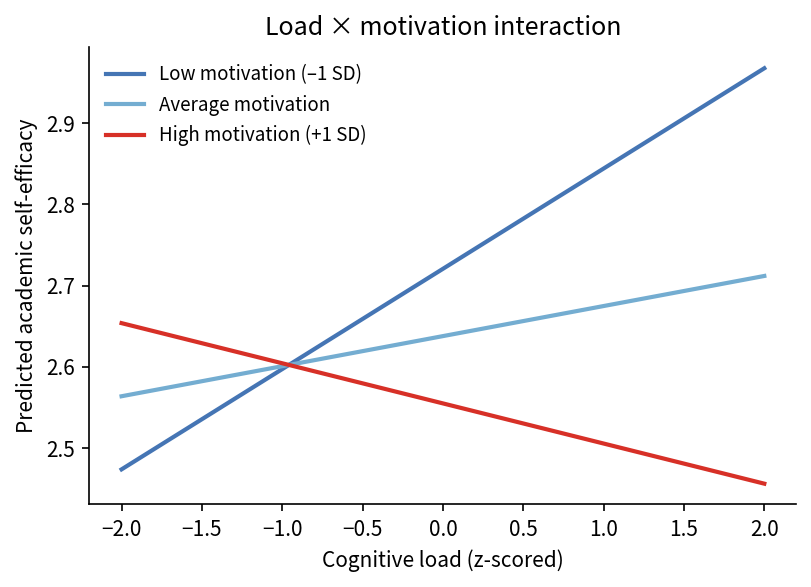 Load × motivation interaction
Low motivation (–1 SD)
Average motivation
High motivation (+1 SD)
Predicted academic self-efficacy
2.9
2.8
2.7
2.6
2.5
−2.0 −1.5 −1.0 −0.5 0.0 0.5 1.0 1.5 2.0
Cognitive load (z-scored)